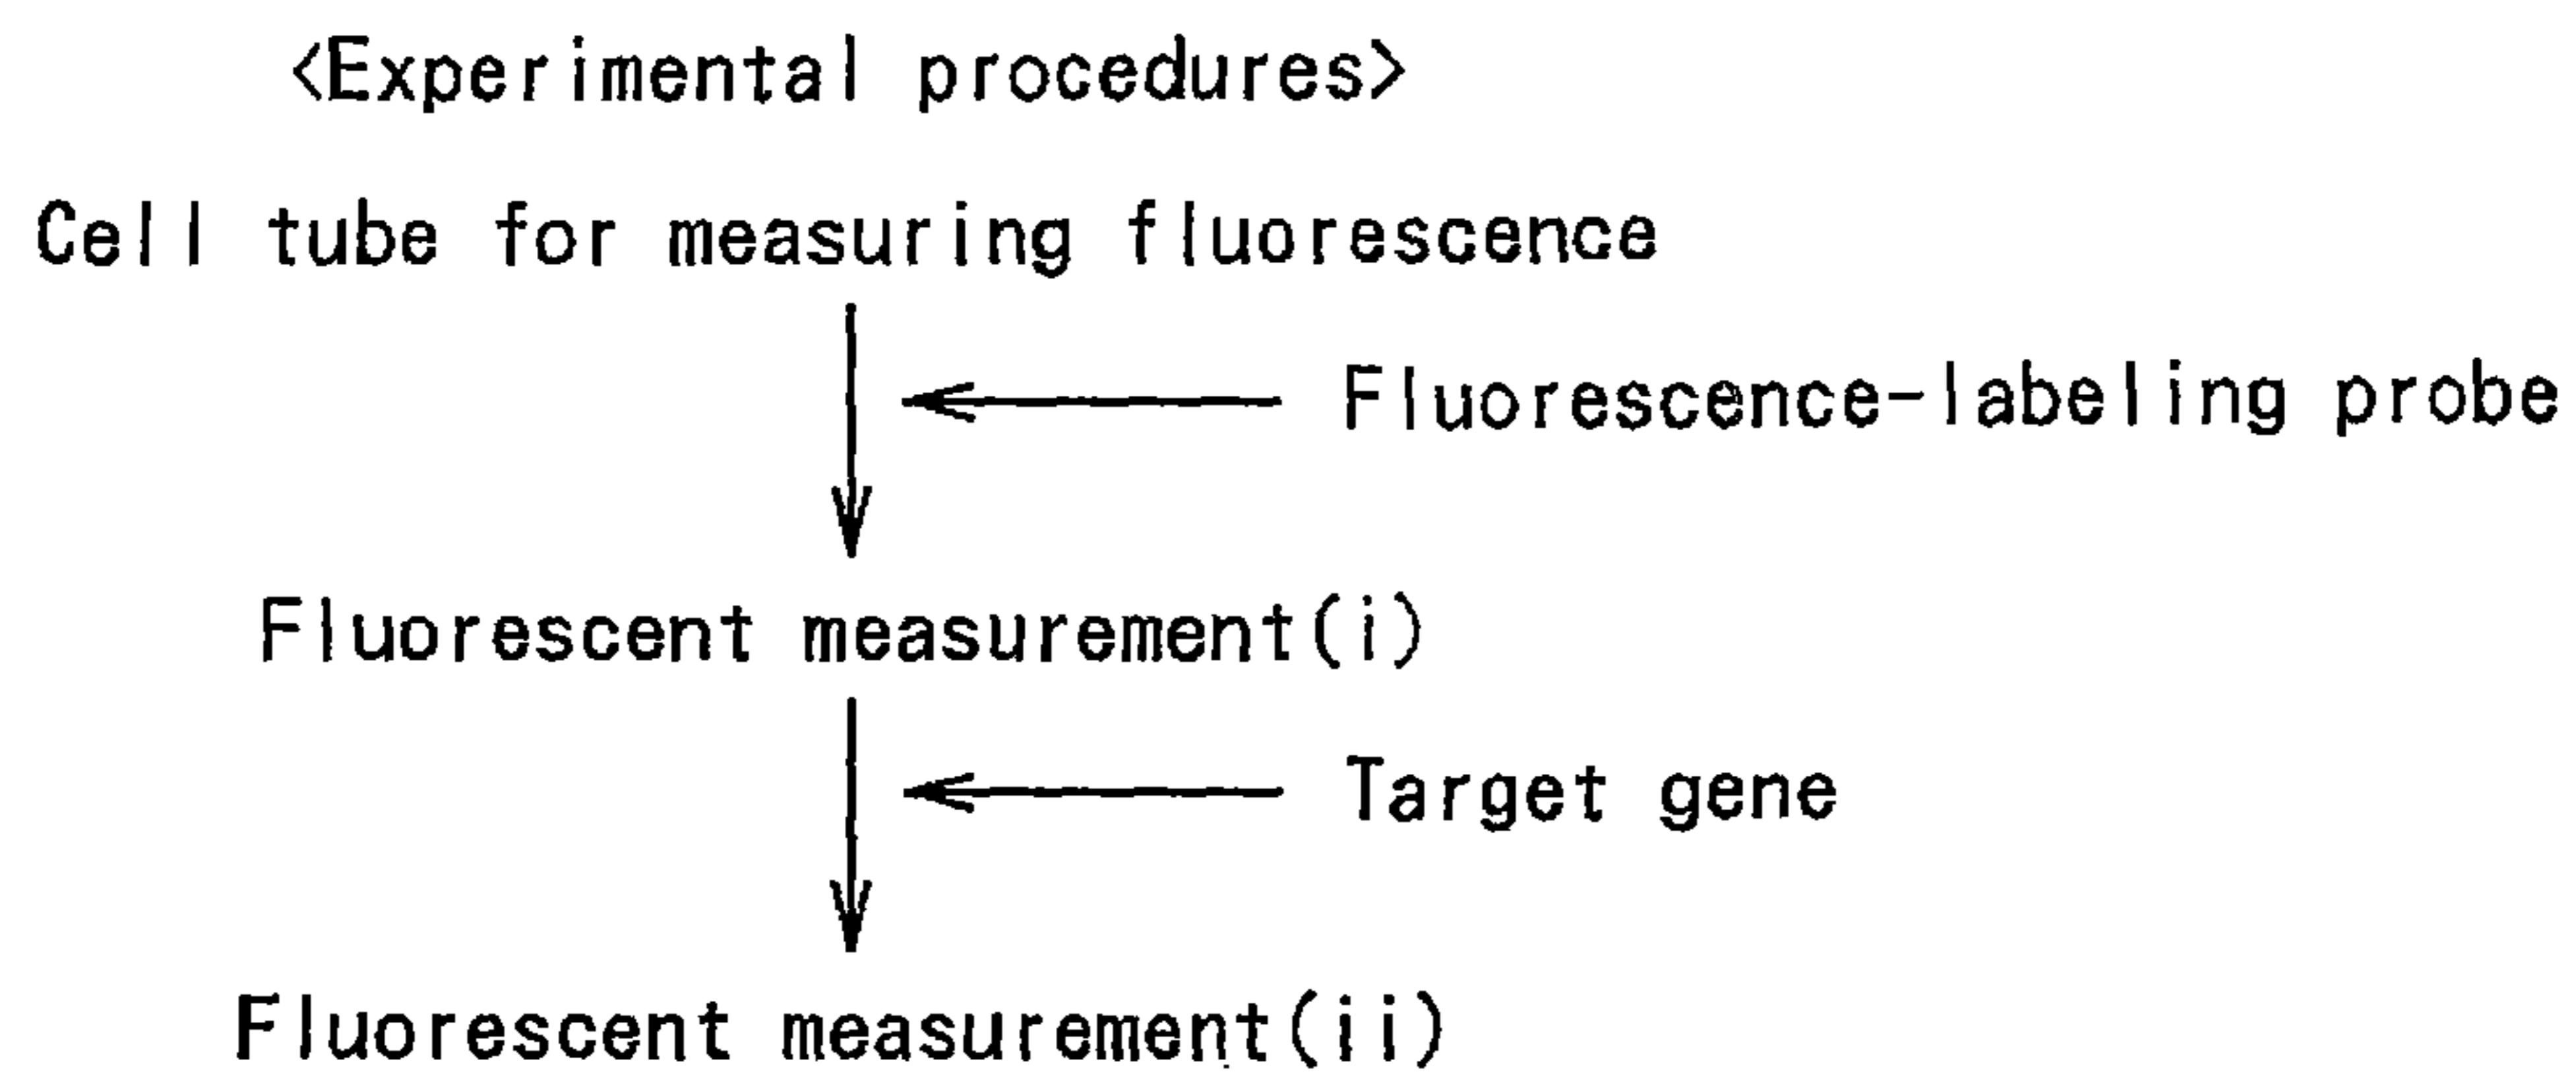 <Experimental procedures>
Cell tube for measuring fluorescence
Fluorescence-labeling probe
Fluorescent measurement(i)
Target gene
Fluorescent measurement(ii)